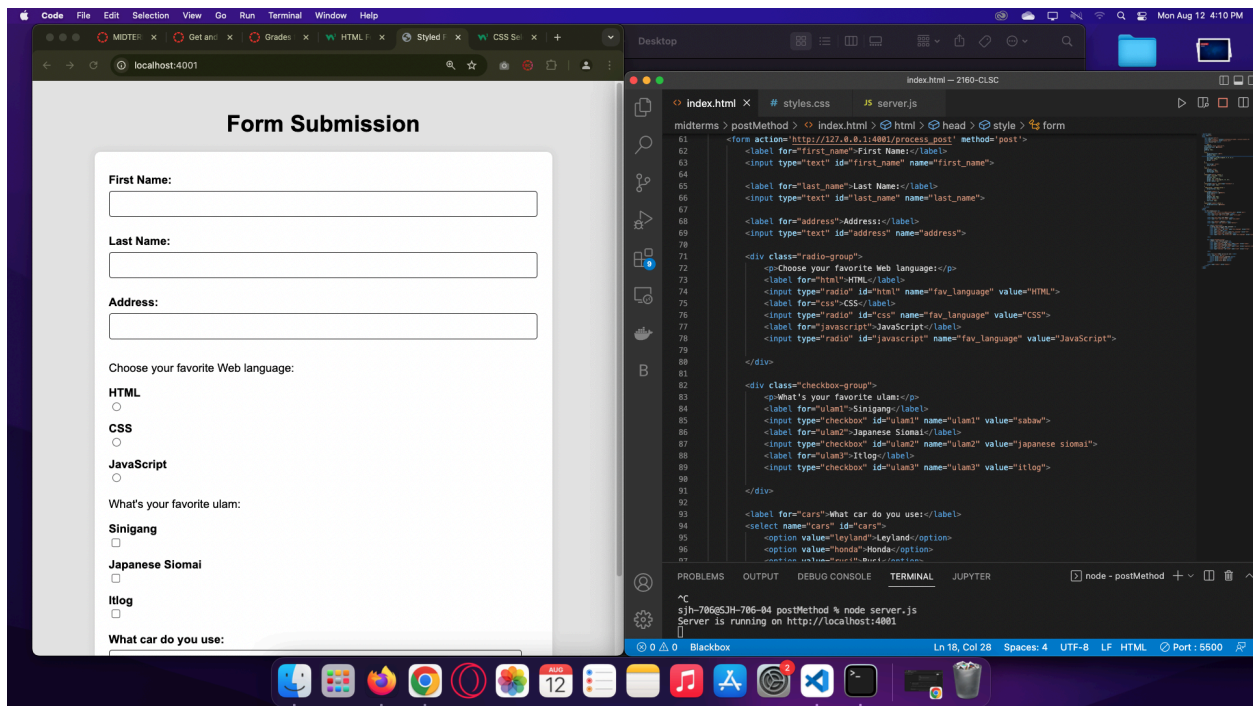 Code File Edit Selection View Go Run Terminal Window Help
Mon Aug 12 4:10 PM
MIDTER
Get and
Grades
HTML F
Styled F
CSS Sel
localhost:4001
Form Submission
First Name:
Last Name:
Address:
Choose your favorite Web language:
HTML
CSS
JavaScript
What's your favorite ulam:
Sinigang
Japanese Siomai
Itlog
What car do you use:
Desktop
index.html — 2160-CLSC
index.html
# styles.css
JS server.js
midterms > postMethod > index.html > html > head > style > form
61 <form action='http://127.0.0.1:4001/process_post' method='post'>
62 <label for="first_name">First Name:</label>
63 <input type="text" id="first_name" name="first_name">
64
65 <label for="last_name">Last Name:</label>
66 <input type="text" id="last_name" name="last_name">
67
68 <label for="address">Address:</label>
69 <input type="text" id="address" name="address">
70
71 <div class="radio-group">
72 <p>Choose your favorite Web language:</p>
73 <label for="html">HTML</label>
74 <input type="radio" id="html" name="fav_language" value="HTML">
75 <label for="css">CSS</label>
76 <input type="radio" id="css" name="fav_language" value="CSS">
77 <label for="javascript">JavaScript</label>
78 <input type="radio" id="javascript" name="fav_language" value="JavaScript">
79
80 </div>
81
82 <div class="checkbox-group">
83 <p>What's your favorite ulam:</p>
84 <label for="ulam1">Sinigang</label>
85 <input type="checkbox" id="ulam1" name="ulam1" value="sabaw">
86 <label for="ulam2">Japanese Siomai</label>
87 <input type="checkbox" id="ulam2" name="ulam2" value="japanese siomai">
88 <label for="ulam3">Itlog</label>
89 <input type="checkbox" id="ulam3" name="ulam3" value="itlog">
90
91 </div>
92
93 <label for="cars">What car do you use:</label>
94 <select name="cars" id="cars">
95 <option value="leyland">Leyland</option>
96 <option value="honda">Honda</option>
97 <option value="rusi">Rusi</option>
9
B
PROBLEMS OUTPUT DEBUG CONSOLE TERMINAL JUPYTER
node - postMethod
^C
sjh-706@SJH-706-04 postMethod % node server.js
Server is running on http://localhost:4001
0 0 Blackbox
Ln 18, Col 28 Spaces: 4 UTF-8 LF HTML Port : 5500
AUG
12
2